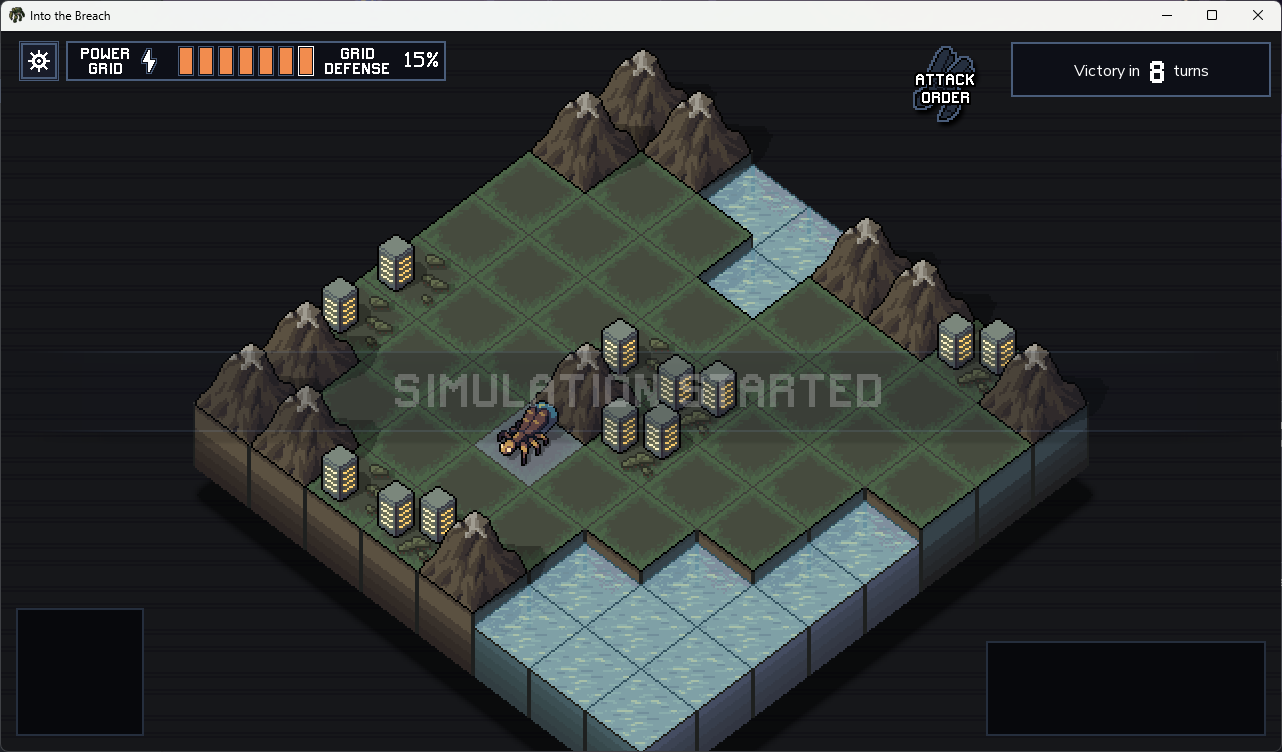 Into the Breach
POWER
GRID
GRID
DEFENSE
15%
ATTACK
ORDER
Victory in 8 turns
SIMULATION STARTED